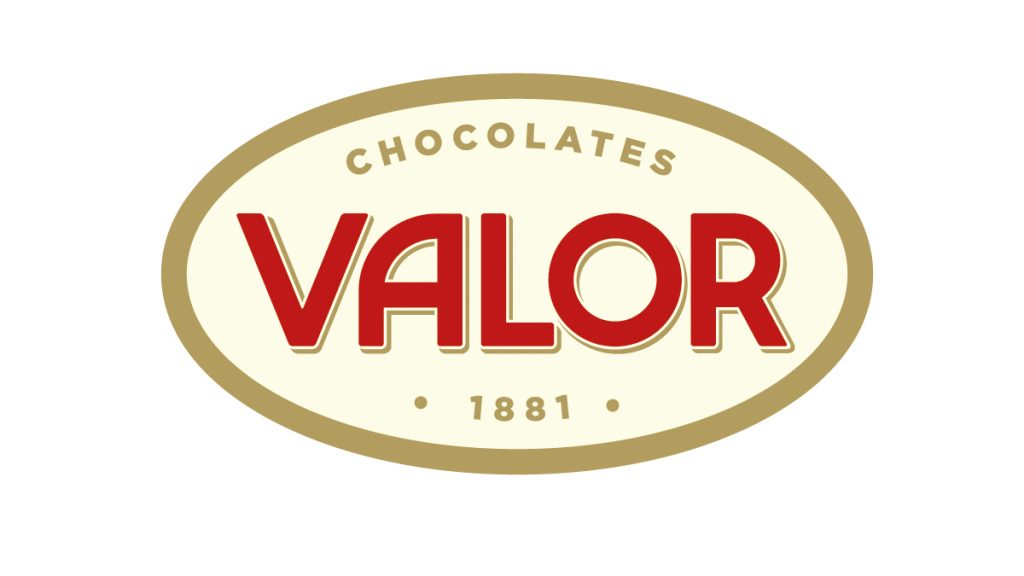 CHOCOLATES
VALOR
• 1881 •